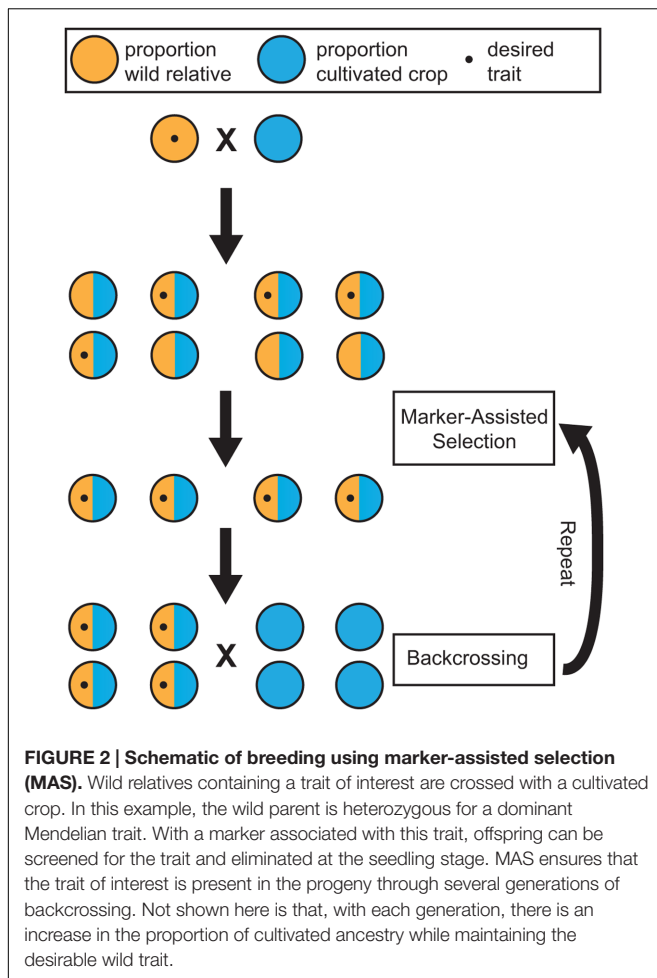 proportion wild relative
proportion cultivated crop
desired trait
X
Marker-Assisted
Selection
Repeat
X
Backcrossing
FIGURE 2 | Schematic of breeding using marker-assisted selection
(MAS). Wild relatives containing a trait of interest are crossed with a cultivated
crop. In this example, the wild parent is heterozygous for a dominant
Mendelian trait. With a marker associated with this trait, offspring can be
screened for the trait and eliminated at the seedling stage. MAS ensures that
the trait of interest is present in the progeny through several generations of
backcrossing. Not shown here is that, with each generation, there is an
increase in the proportion of cultivated ancestry while maintaining the
desirable wild trait.